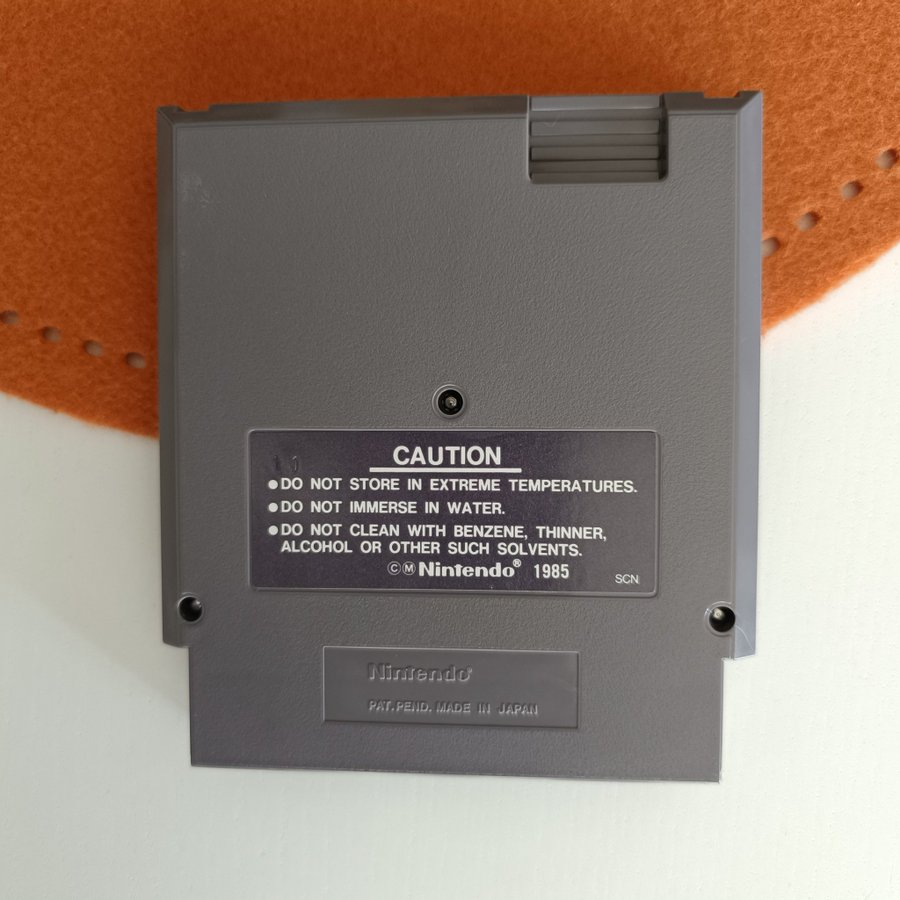 CAUTION
●DO NOT STORE IN EXTREME TEMPERATURES.
●DO NOT IMMERSE IN WATER.
●DO NOT CLEAN WITH BENZENE, THINNER,
ALCOHOL OR OTHER SUCH SOLVENTS.
ⒸⓂ Nintendo® 1985
SCN
Nintendo®
PAT. PEND. MADE IN JAPAN